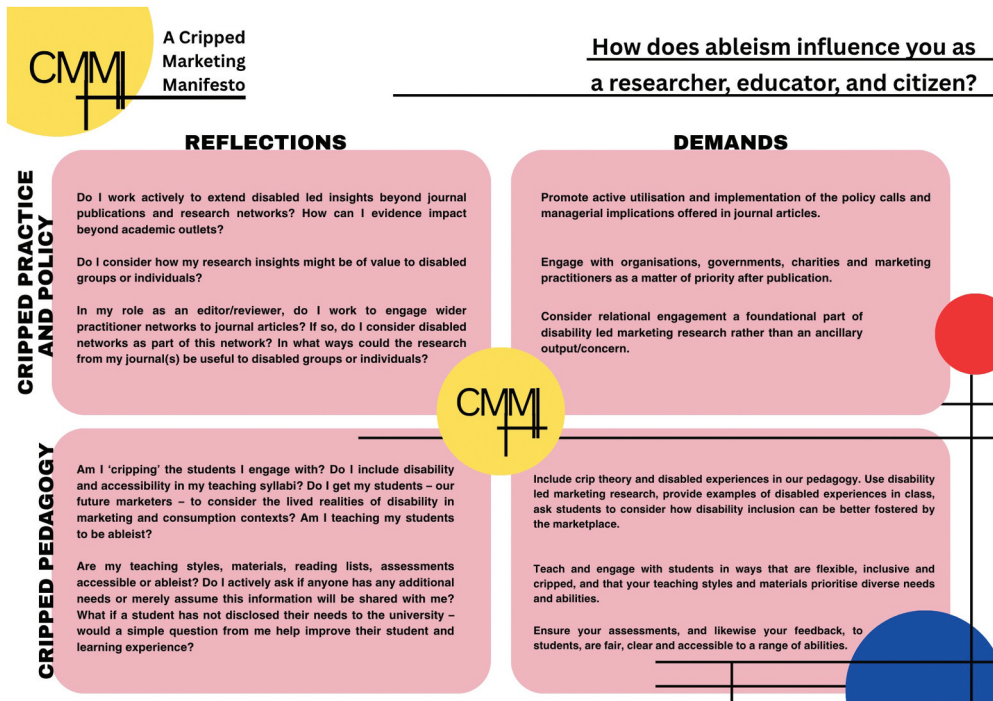 CMM
A Cripped
Marketing
Manifesto
How does ableism influence you as
a researcher, educator, and citizen?
REFLECTIONS
DEMANDS
CRIPPED PRACTICE
AND POLICY
Do I work actively to extend disabled led insights beyond journal
publications and research networks? How can I evidence impact
beyond academic outlets?
Do I consider how my research insights might be of value to disabled
groups or individuals?
In my role as an editor/reviewer, do I work to engage wider
practitioner networks to journal articles? If so, do I consider disabled
networks as part of this network? In what ways could the research
from my journal(s) be useful to disabled groups or individuals?
Promote active utilisation and implementation of the policy calls and
managerial implications offered in journal articles.
Engage with organisations, governments, charities and marketing
practitioners as a matter of priority after publication.
Consider relational engagement a foundational part of
disability led marketing research rather than an ancillary
output/concern.
CMM
CRIPPED PEDAGOGY
Am I ‘cripping’ the students I engage with? Do I include disability
and accessibility in my teaching syllabi? Do I get my students – our
future marketers – to consider the lived realities of disability in
marketing and consumption contexts? Am I teaching my students
to be ableist?
Are my teaching styles, materials, reading lists, assessments
accessible or ableist? Do I actively ask if anyone has any additional
needs or merely assume this information will be shared with me?
What if a student has not disclosed their needs to the university –
would a simple question from me help improve their student and
learning experience?
Include crip theory and disabled experiences in our pedagogy. Use disability
led marketing research, provide examples of disabled experiences in class,
ask students to consider how disability inclusion can be better fostered by
the marketplace.
Teach and engage with students in ways that are flexible, inclusive and
cripped, and that your teaching styles and materials prioritise diverse needs
and abilities.
Ensure your assessments, and likewise your feedback, to
students, are fair, clear and accessible to a range of abilities.